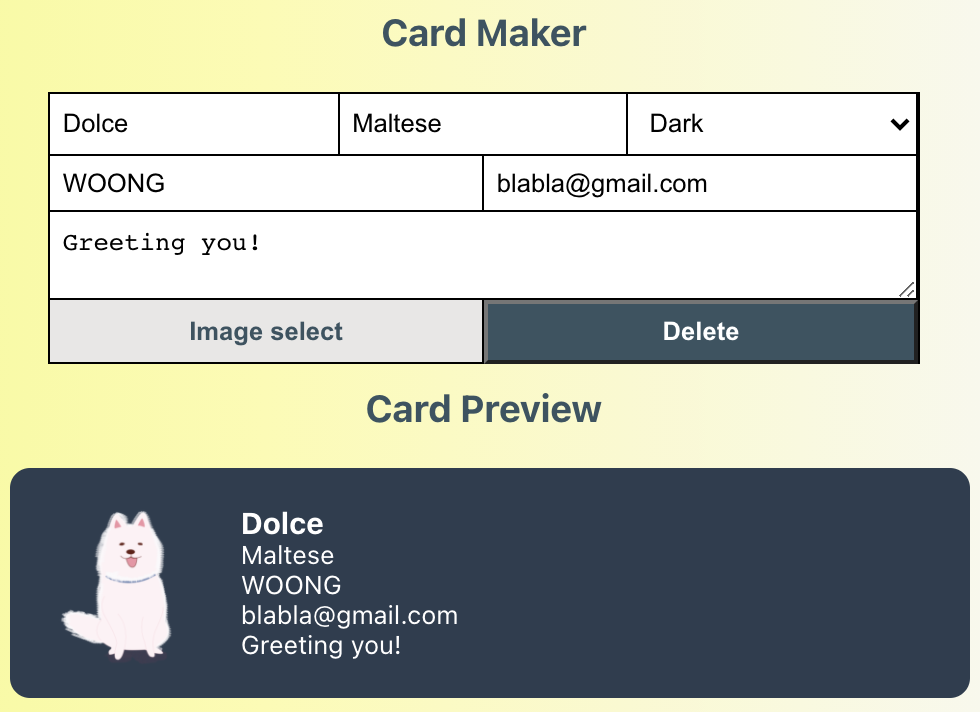 Card Maker
Dolce Maltese Dark
WOONG blabla@gmail.com
Greeting you!
Image select Delete
Card Preview
Dolce
Maltese
WOONG
blabla@gmail.com
Greeting you!